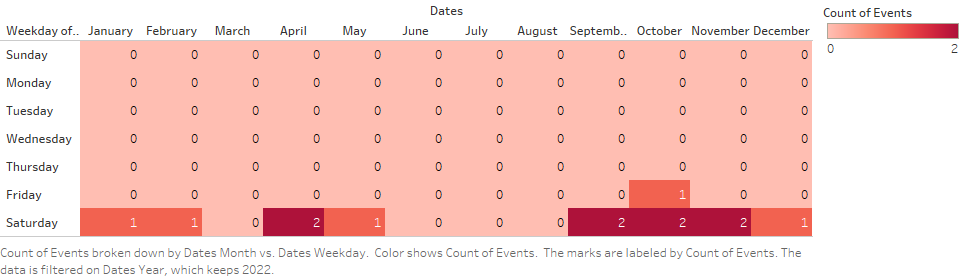 Dates
Count of Events
0 2
Weekday of.. January February March April May June July August Septemb.. October November December
Sunday 0 0 0 0 0 0 0 0 0 0 0 0
Monday 0 0 0 0 0 0 0 0 0 0 0 0
Tuesday 0 0 0 0 0 0 0 0 0 0 0 0
Wednesday 0 0 0 0 0 0 0 0 0 0 0 0
Thursday 0 0 0 0 0 0 0 0 0 0 0 0
Friday 0 0 0 0 0 0 0 0 0 1 0 0
Saturday 1 1 0 2 1 0 0 0 2 2 2 1
Count of Events broken down by Dates Month vs. Dates Weekday. Color shows Count of Events. The marks are labeled by Count of Events. The
data is filtered on Dates Year, which keeps 2022.